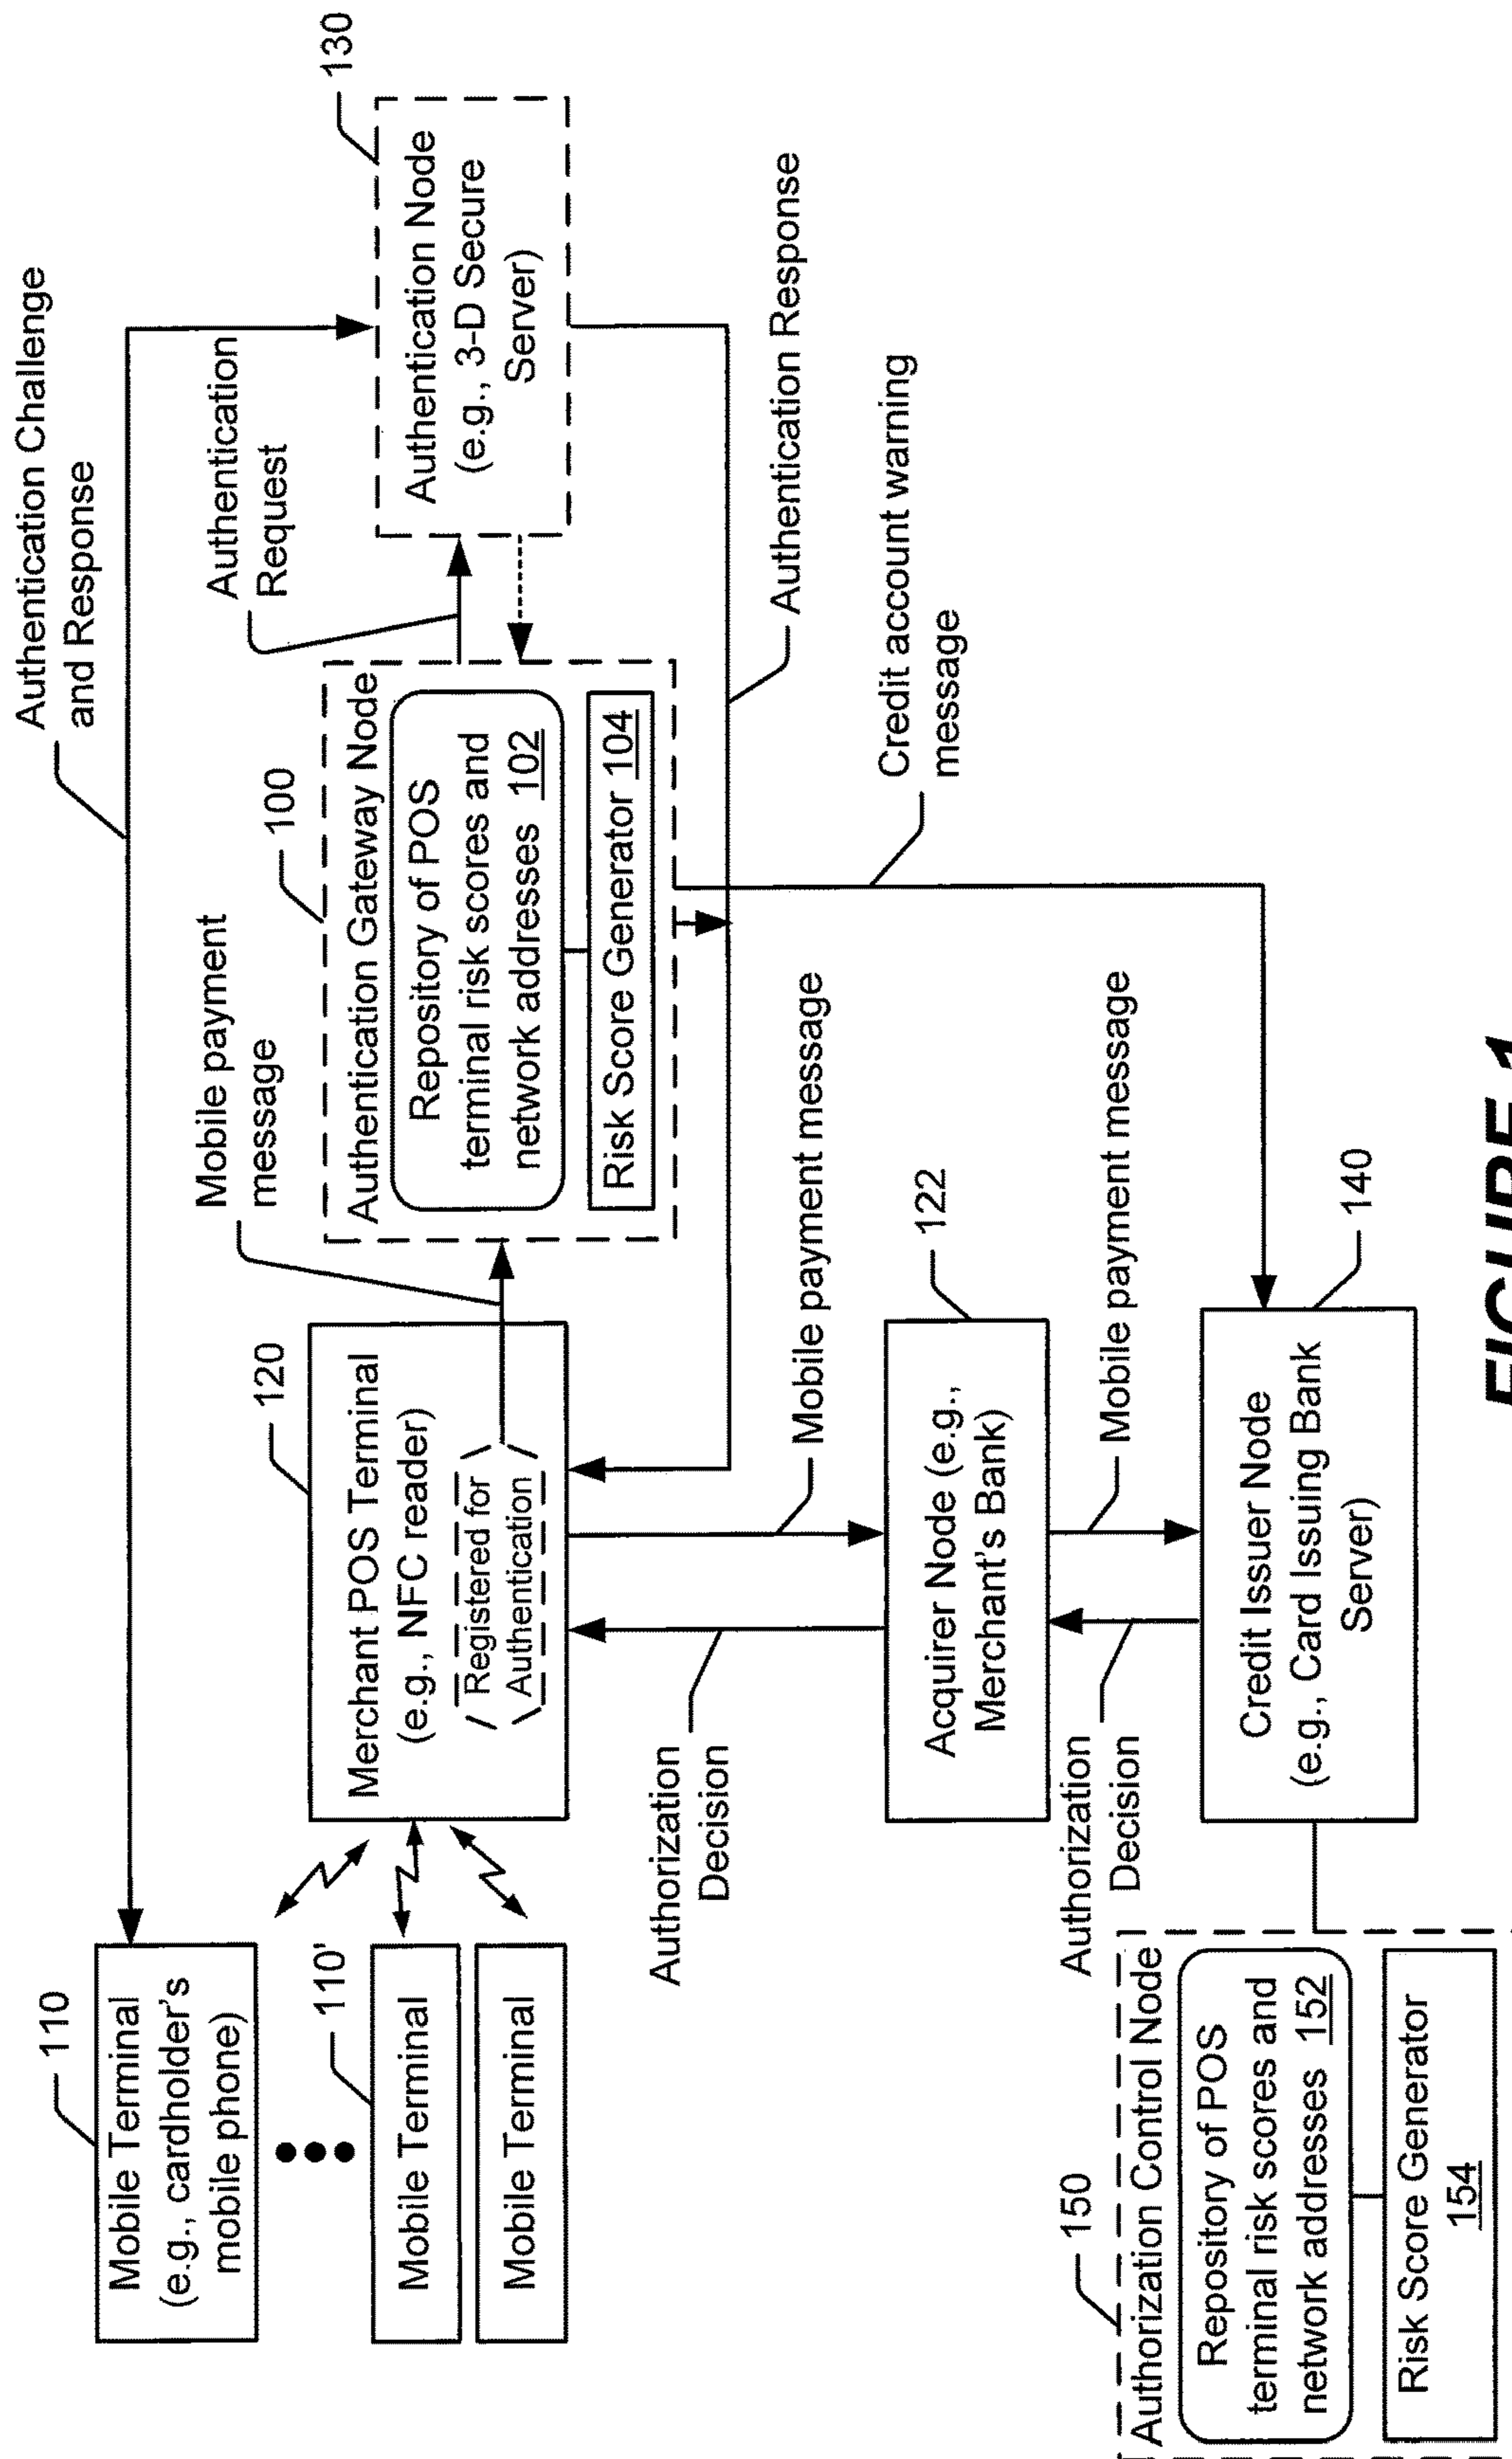 Authentication Challenge
and Response
110
Mobile Terminal
(e.g., cardholder's
mobile phone)
110'
Mobile Terminal
Mobile Terminal
120
Merchant POS Terminal
(e.g., NFC reader)
Registered for
Authentication
Mobile payment
message
100
Authentication Gateway Node
Repository of POS
terminal risk scores and
network addresses 102
Risk Score Generator 104
Authentication
Request
130
Authentication Node
(e.g., 3-D Secure
Server)
Authentication Response
Credit account warning
message
Authorization
Decision
Mobile payment message
122
Acquirer Node (e.g.,
Merchant's Bank)
Authorization
Decision
Mobile payment message
140
Credit Issuer Node
(e.g., Card Issuing Bank
Server)
150
Authorization Control Node
Repository of POS
terminal risk scores and
network addresses 152
Risk Score Generator
154
FIGURE 1